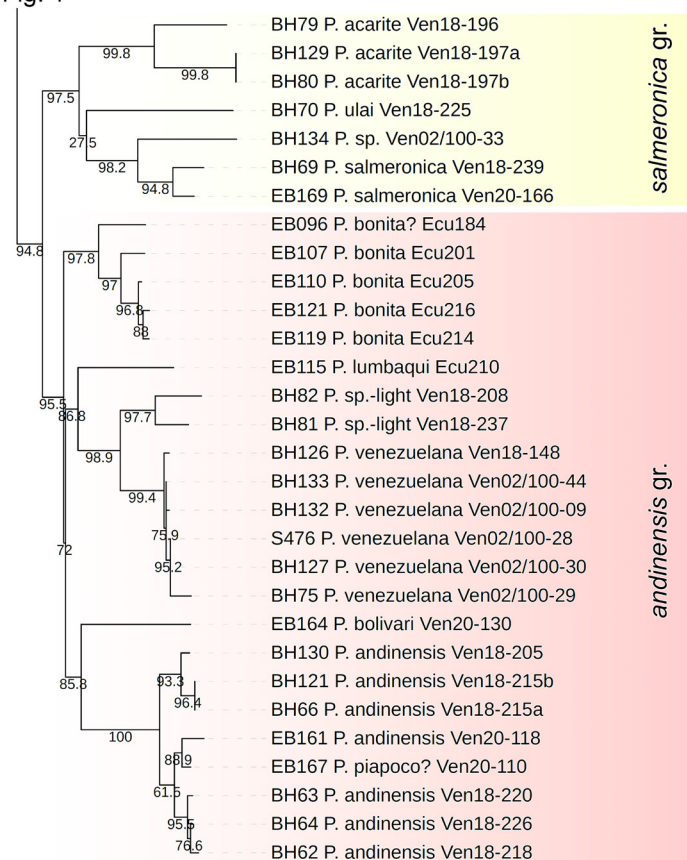 BH79 P. acarite Ven18-196
99.8
BH129 P. acarite Ven18-197a
99.8
BH80 P. acarite Ven18-197b
97.5
BH70 P. ulai Ven18-225
27.5
BH134 P. sp. Ven02/100-33
98.2
BH69 P. salmeronica Ven18-239
94.8
EB169 P. salmeronica Ven20-166
salmeronica gr.
94.8
EB096 P. bonita? Ecu184
97.8
EB107 P. bonita Ecu201
97
EB110 P. bonita Ecu205
96.8
EB121 P. bonita Ecu216
88
EB119 P. bonita Ecu214
EB115 P. lumbaqui Ecu210
95.5
86.8
BH82 P. sp.-light Ven18-208
97.7
BH81 P. sp.-light Ven18-237
98.9
BH126 P. venezuelana Ven18-148
BH133 P. venezuelana Ven02/100-44
99.4
BH132 P. venezuelana Ven02/100-09
75.9
S476 P. venezuelana Ven02/100-28
72
95.2
BH127 P. venezuelana Ven02/100-30
BH75 P. venezuelana Ven02/100-29
andinensis gr.
EB164 P. bolivari Ven20-130
85.8
BH130 P. andinensis Ven18-205
93.3
BH121 P. andinensis Ven18-215b
96.4
BH66 P. andinensis Ven18-215a
100
EB161 P. andinensis Ven20-118
88.9
EB167 P. piapoco? Ven20-110
61.5
BH63 P. andinensis Ven18-220
95.5
BH64 P. andinensis Ven18-226
76.6
BH62 P. andinensis Ven18-218